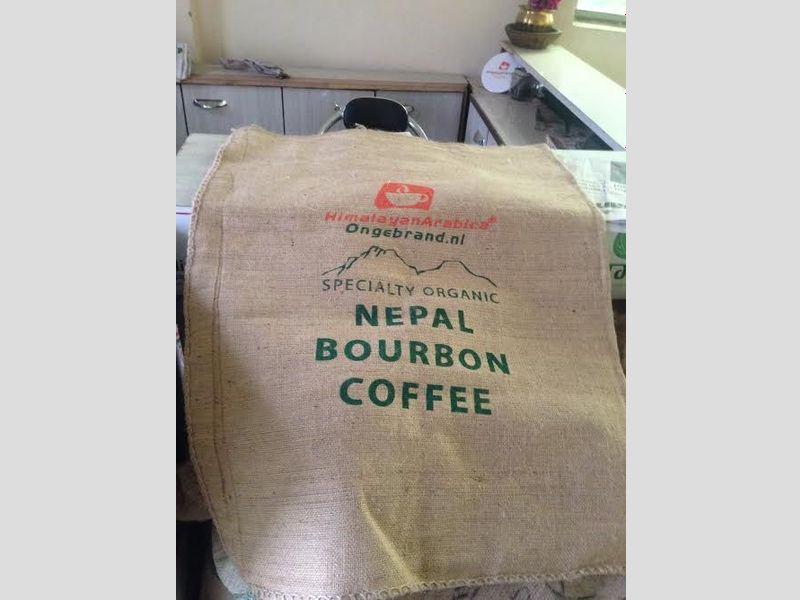 HimalayanArabica®
Ongebrand.nl
SPECIALTY ORGANIC
NEPAL
BOURBON
COFFEE